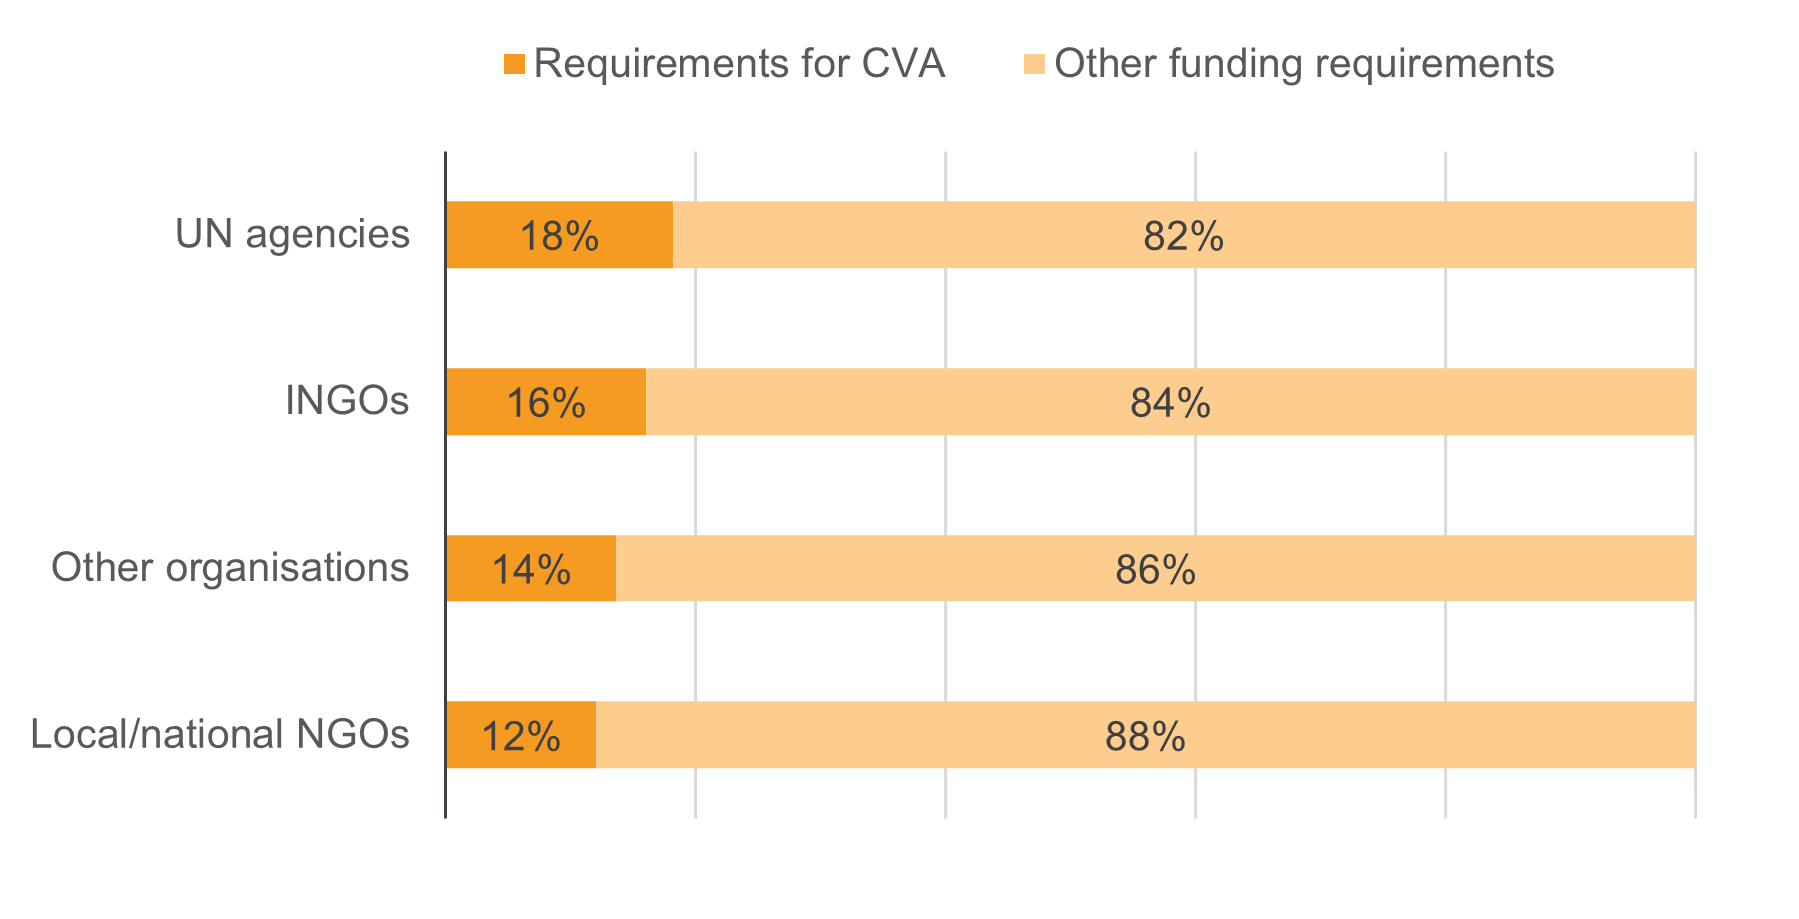 Requirements for CVA Other funding requirements
UN agencies 18% 82%
INGOs 16% 84%
Other organisations 14% 86%
Local/national NGOs 12% 88%